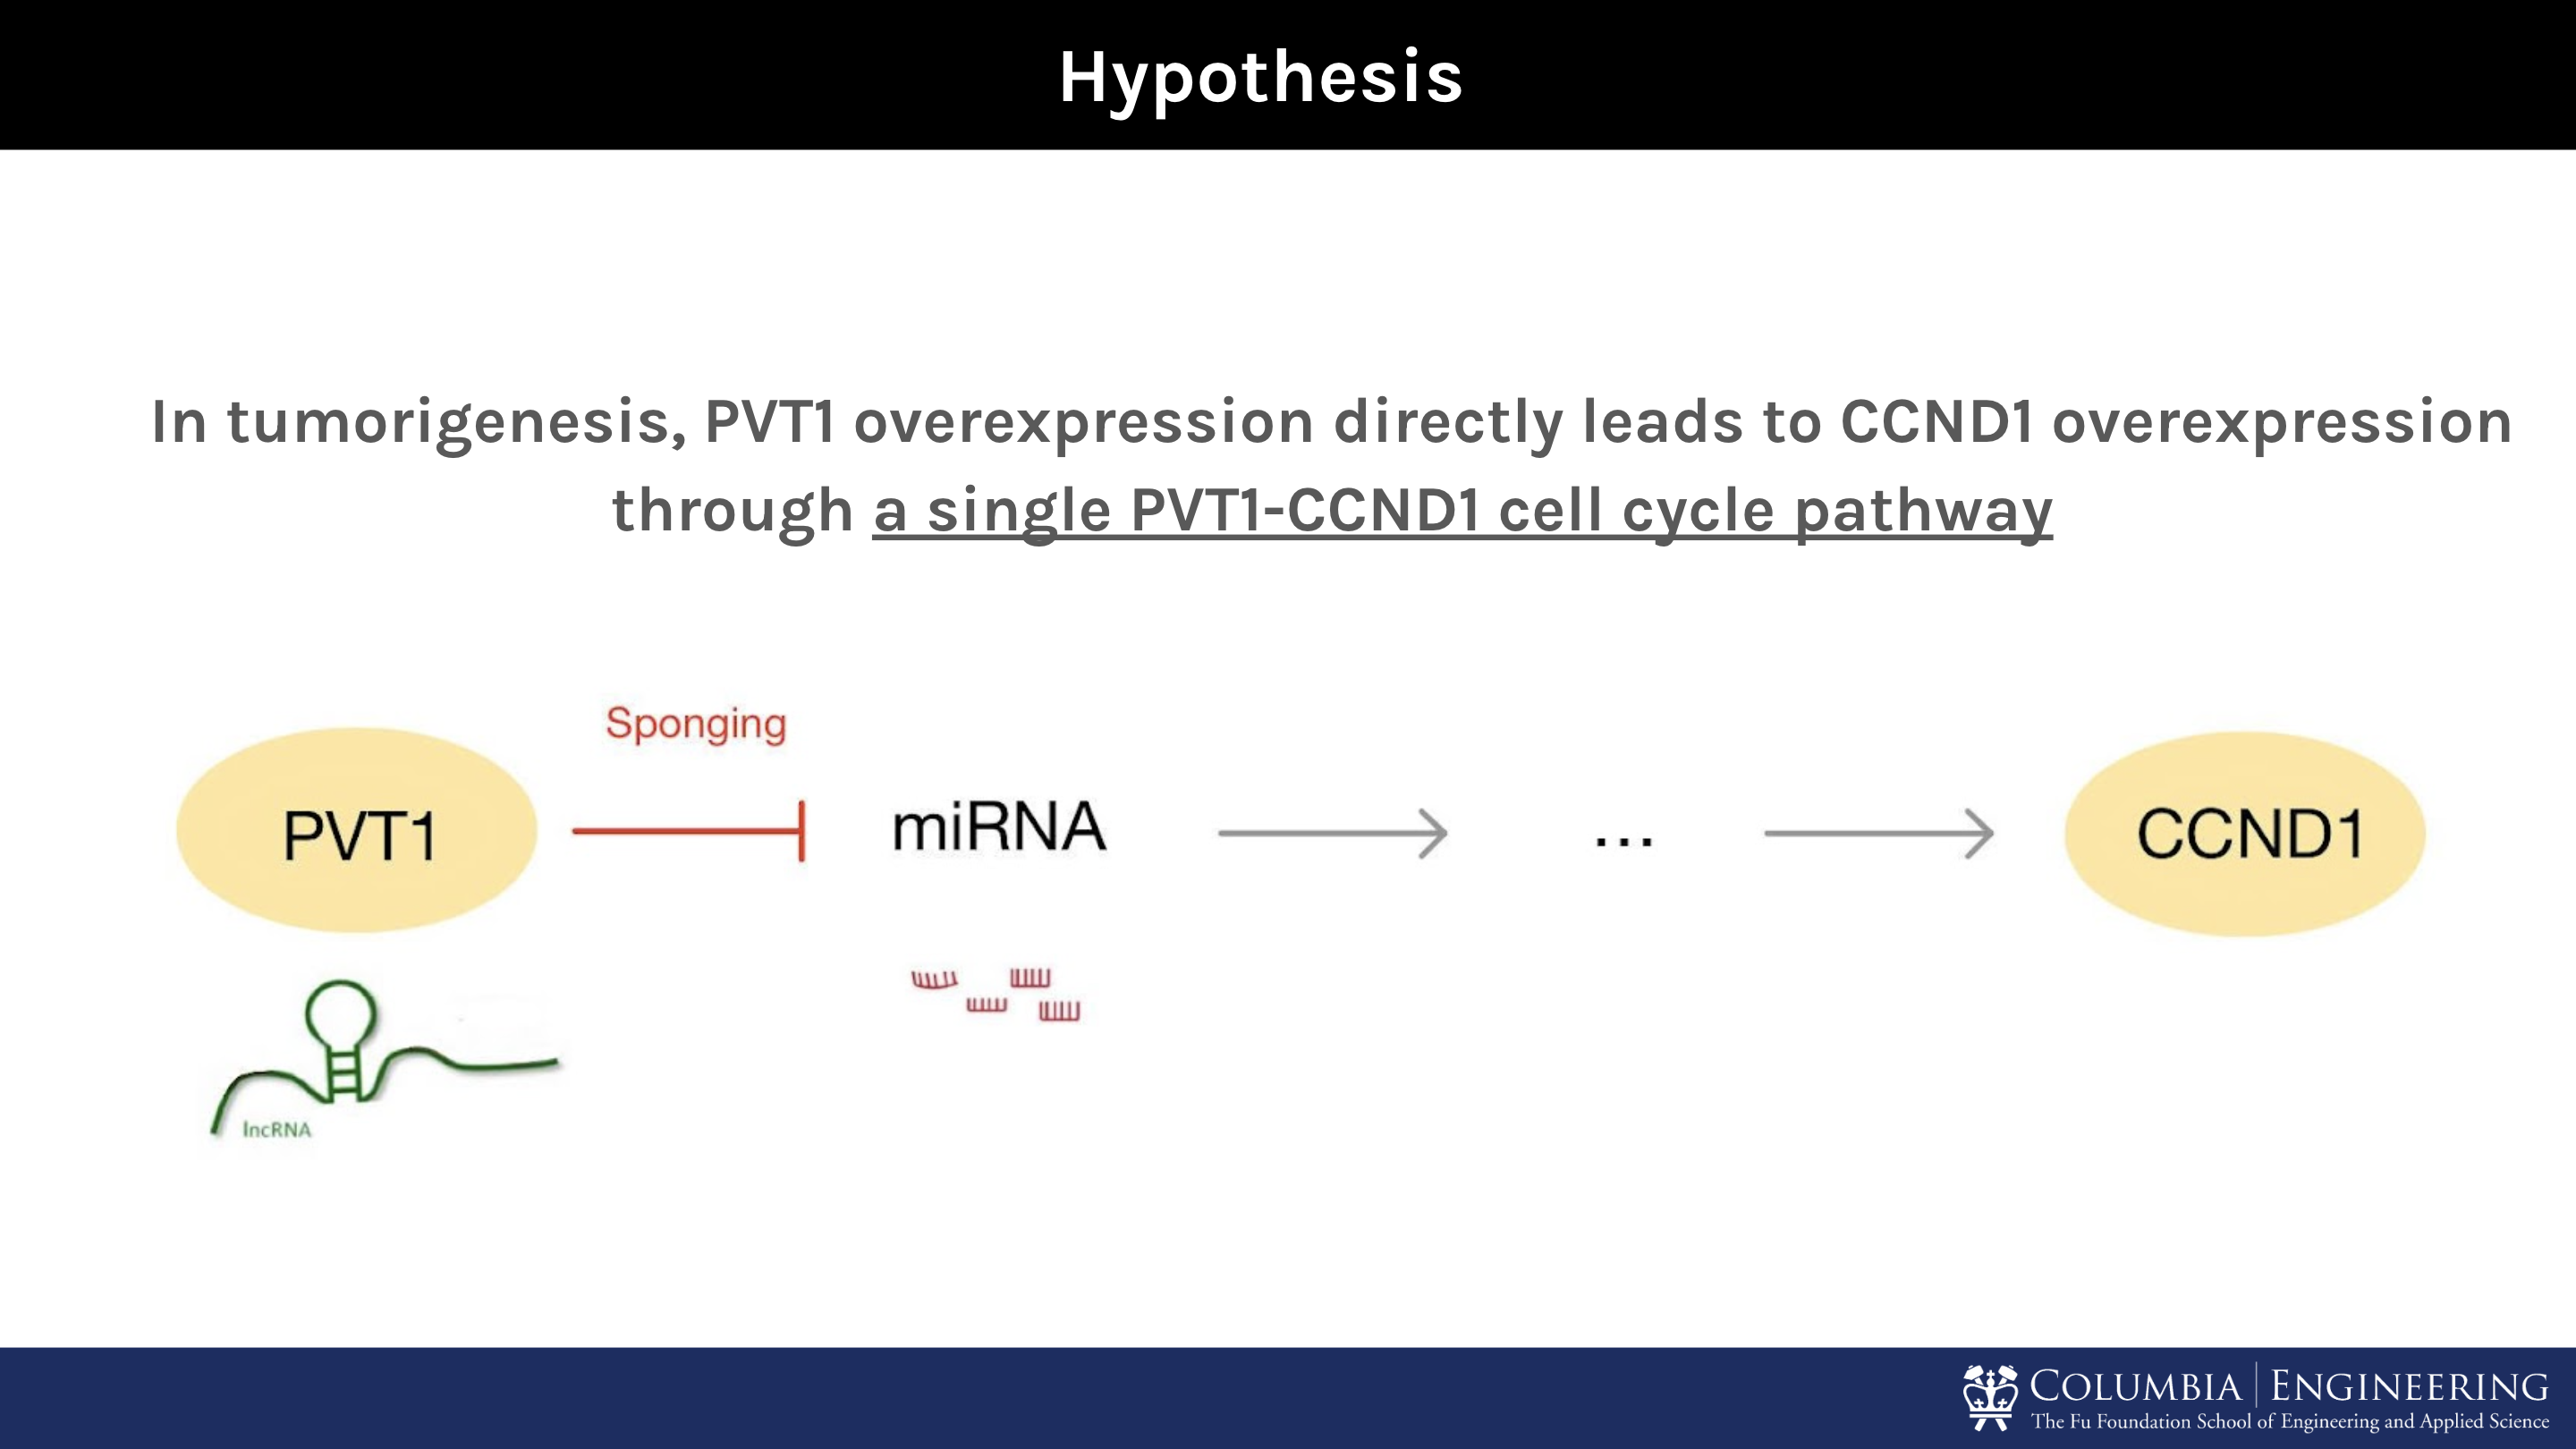 Hypothesis
In tumorigenesis, PVT1 overexpression directly leads to CCND1 overexpression
through a single PVT1-CCND1 cell cycle pathway
Sponging
PVT1
miRNA
...
CCND1
lncRNA
COLUMBIA | ENGINEERING
The Fu Foundation School of Engineering and Applied Science